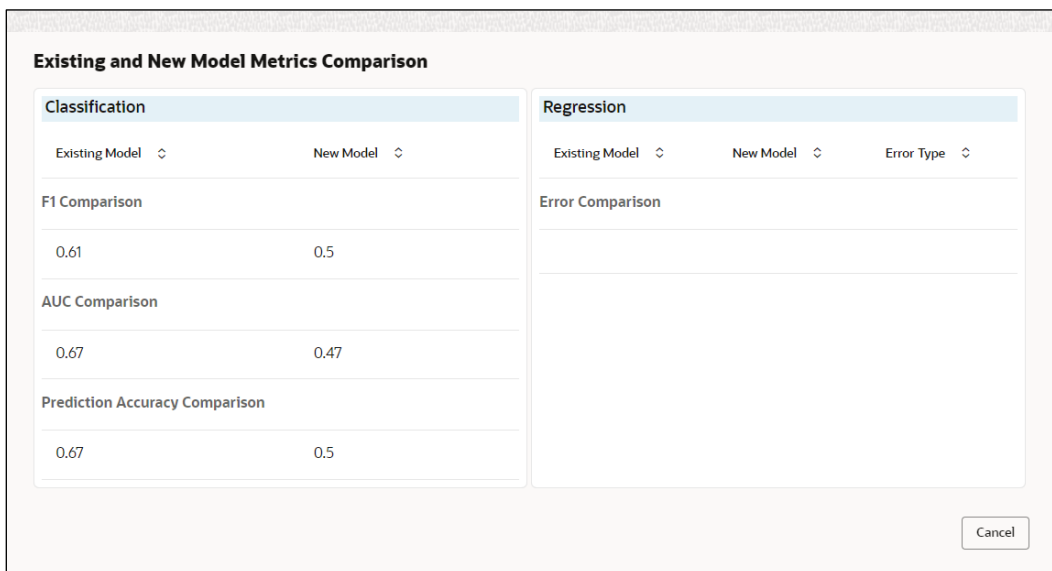 Existing and New Model Metrics Comparison
Classification
Existing Model New Model
F1 Comparison
0.61 0.5
AUC Comparison
0.67 0.47
Prediction Accuracy Comparison
0.67 0.5
Regression
Existing Model New Model Error Type
Error Comparison
Cancel